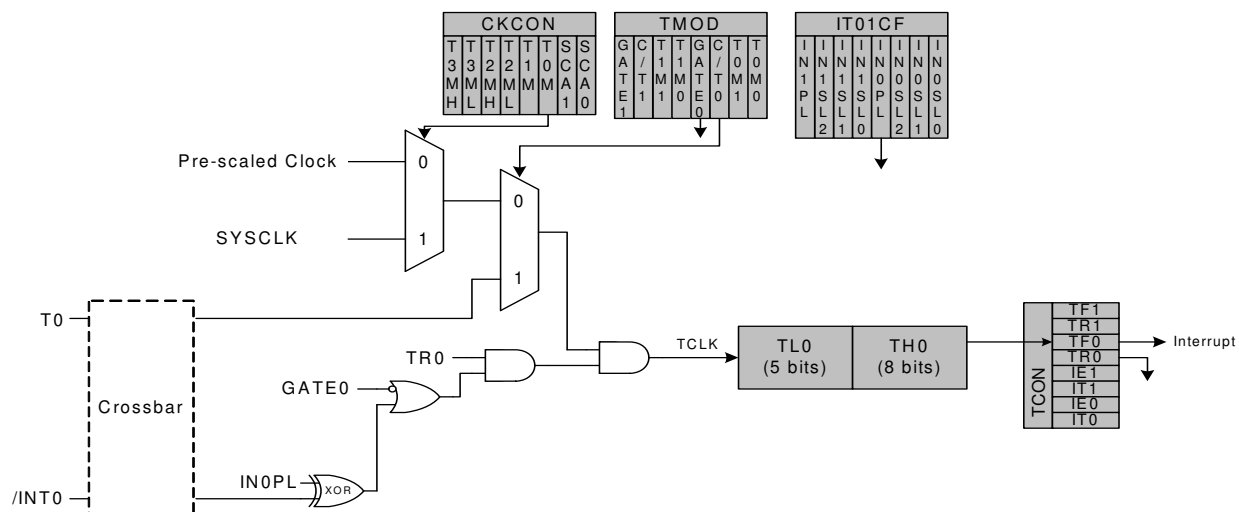 CKCON
T3MH
T3ML
T2MH
T2ML
T1M
T0M
SCA1
SCA0
TMOD
GATE1
C/T1
T1M1
T1M0
GATE0
C/T0
T0M1
T0M0
IT01CF
IN1PL
IN1SL2
IN1SL1
IN1SL0
IN0PL
IN0SL2
IN0SL1
IN0SL0
Pre-scaled Clock
0
SYSCLK
1
0
1
T0
Crossbar
/INT0
TR0
GATE0
IN0PL
XOR
TCLK
TL0
(5 bits)
TH0
(8 bits)
TCON
TF1
TR1
TF0
TR0
IE1
IT1
IE0
IT0
Interrupt